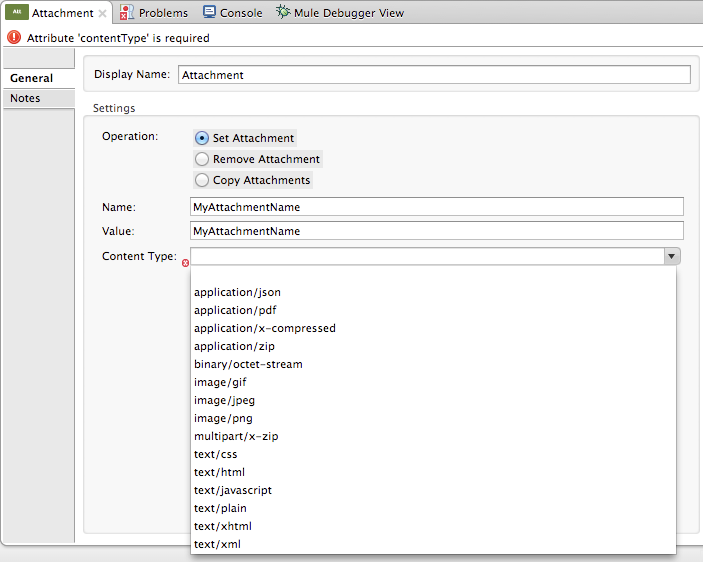 Att Attachment Problems Console Mule Debugger View
Attribute 'contentType' is required
General
Notes
Display Name: Attachment
Settings
Operation: Set Attachment
Remove Attachment
Copy Attachments
Name: MyAttachmentName
Value: MyAttachmentName
Content Type:
application/json
application/pdf
application/x-compressed
application/zip
binary/octet-stream
image/gif
image/jpeg
image/png
multipart/x-zip
text/css
text/html
text/javascript
text/plain
text/xhtml
text/xml